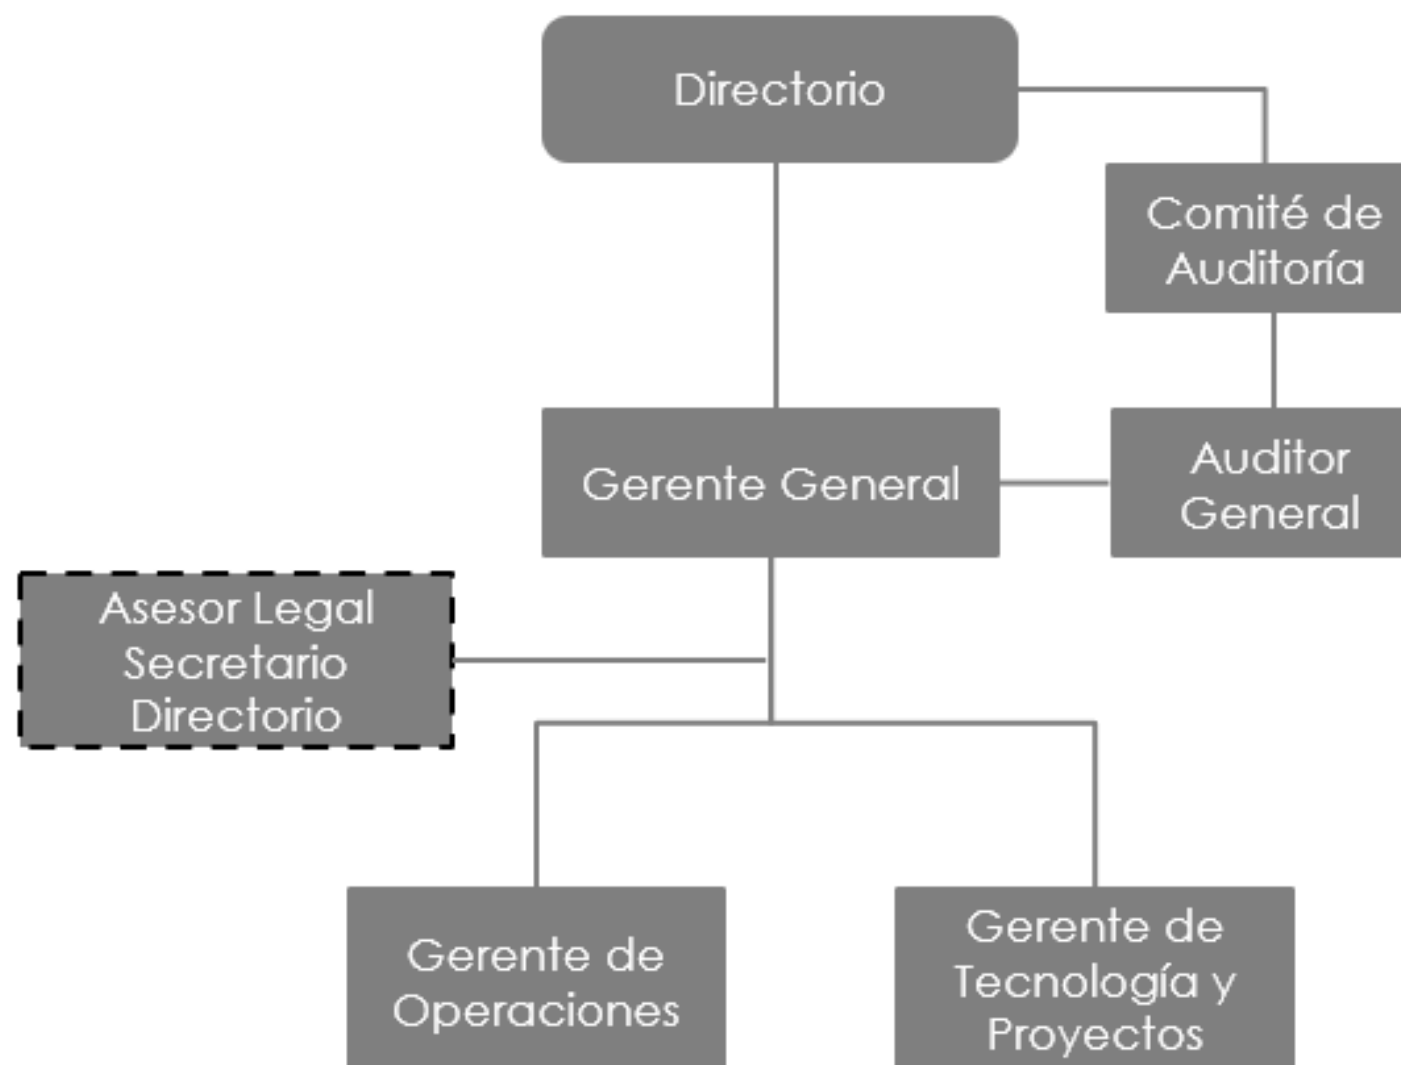 Directorio
Comité de
Auditoría
Gerente General
Auditor
General
Asesor Legal
Secretario
Directorio
Gerente de
Operaciones
Gerente de
Tecnología y
Proyectos